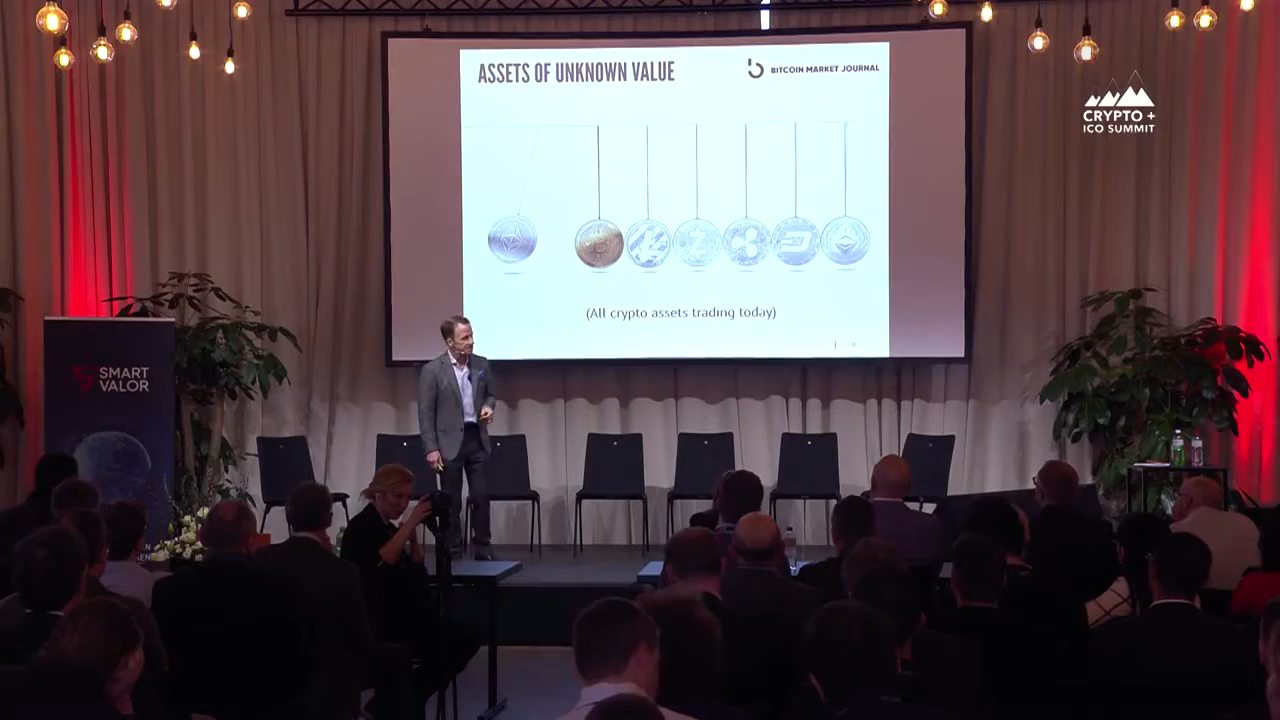 ASSETS OF UNKNOWN VALUE
BITCOIN MARKET JOURNAL
(All crypto assets trading today)
CRYPTO +
ICO SUMMIT
SMART
VALOR